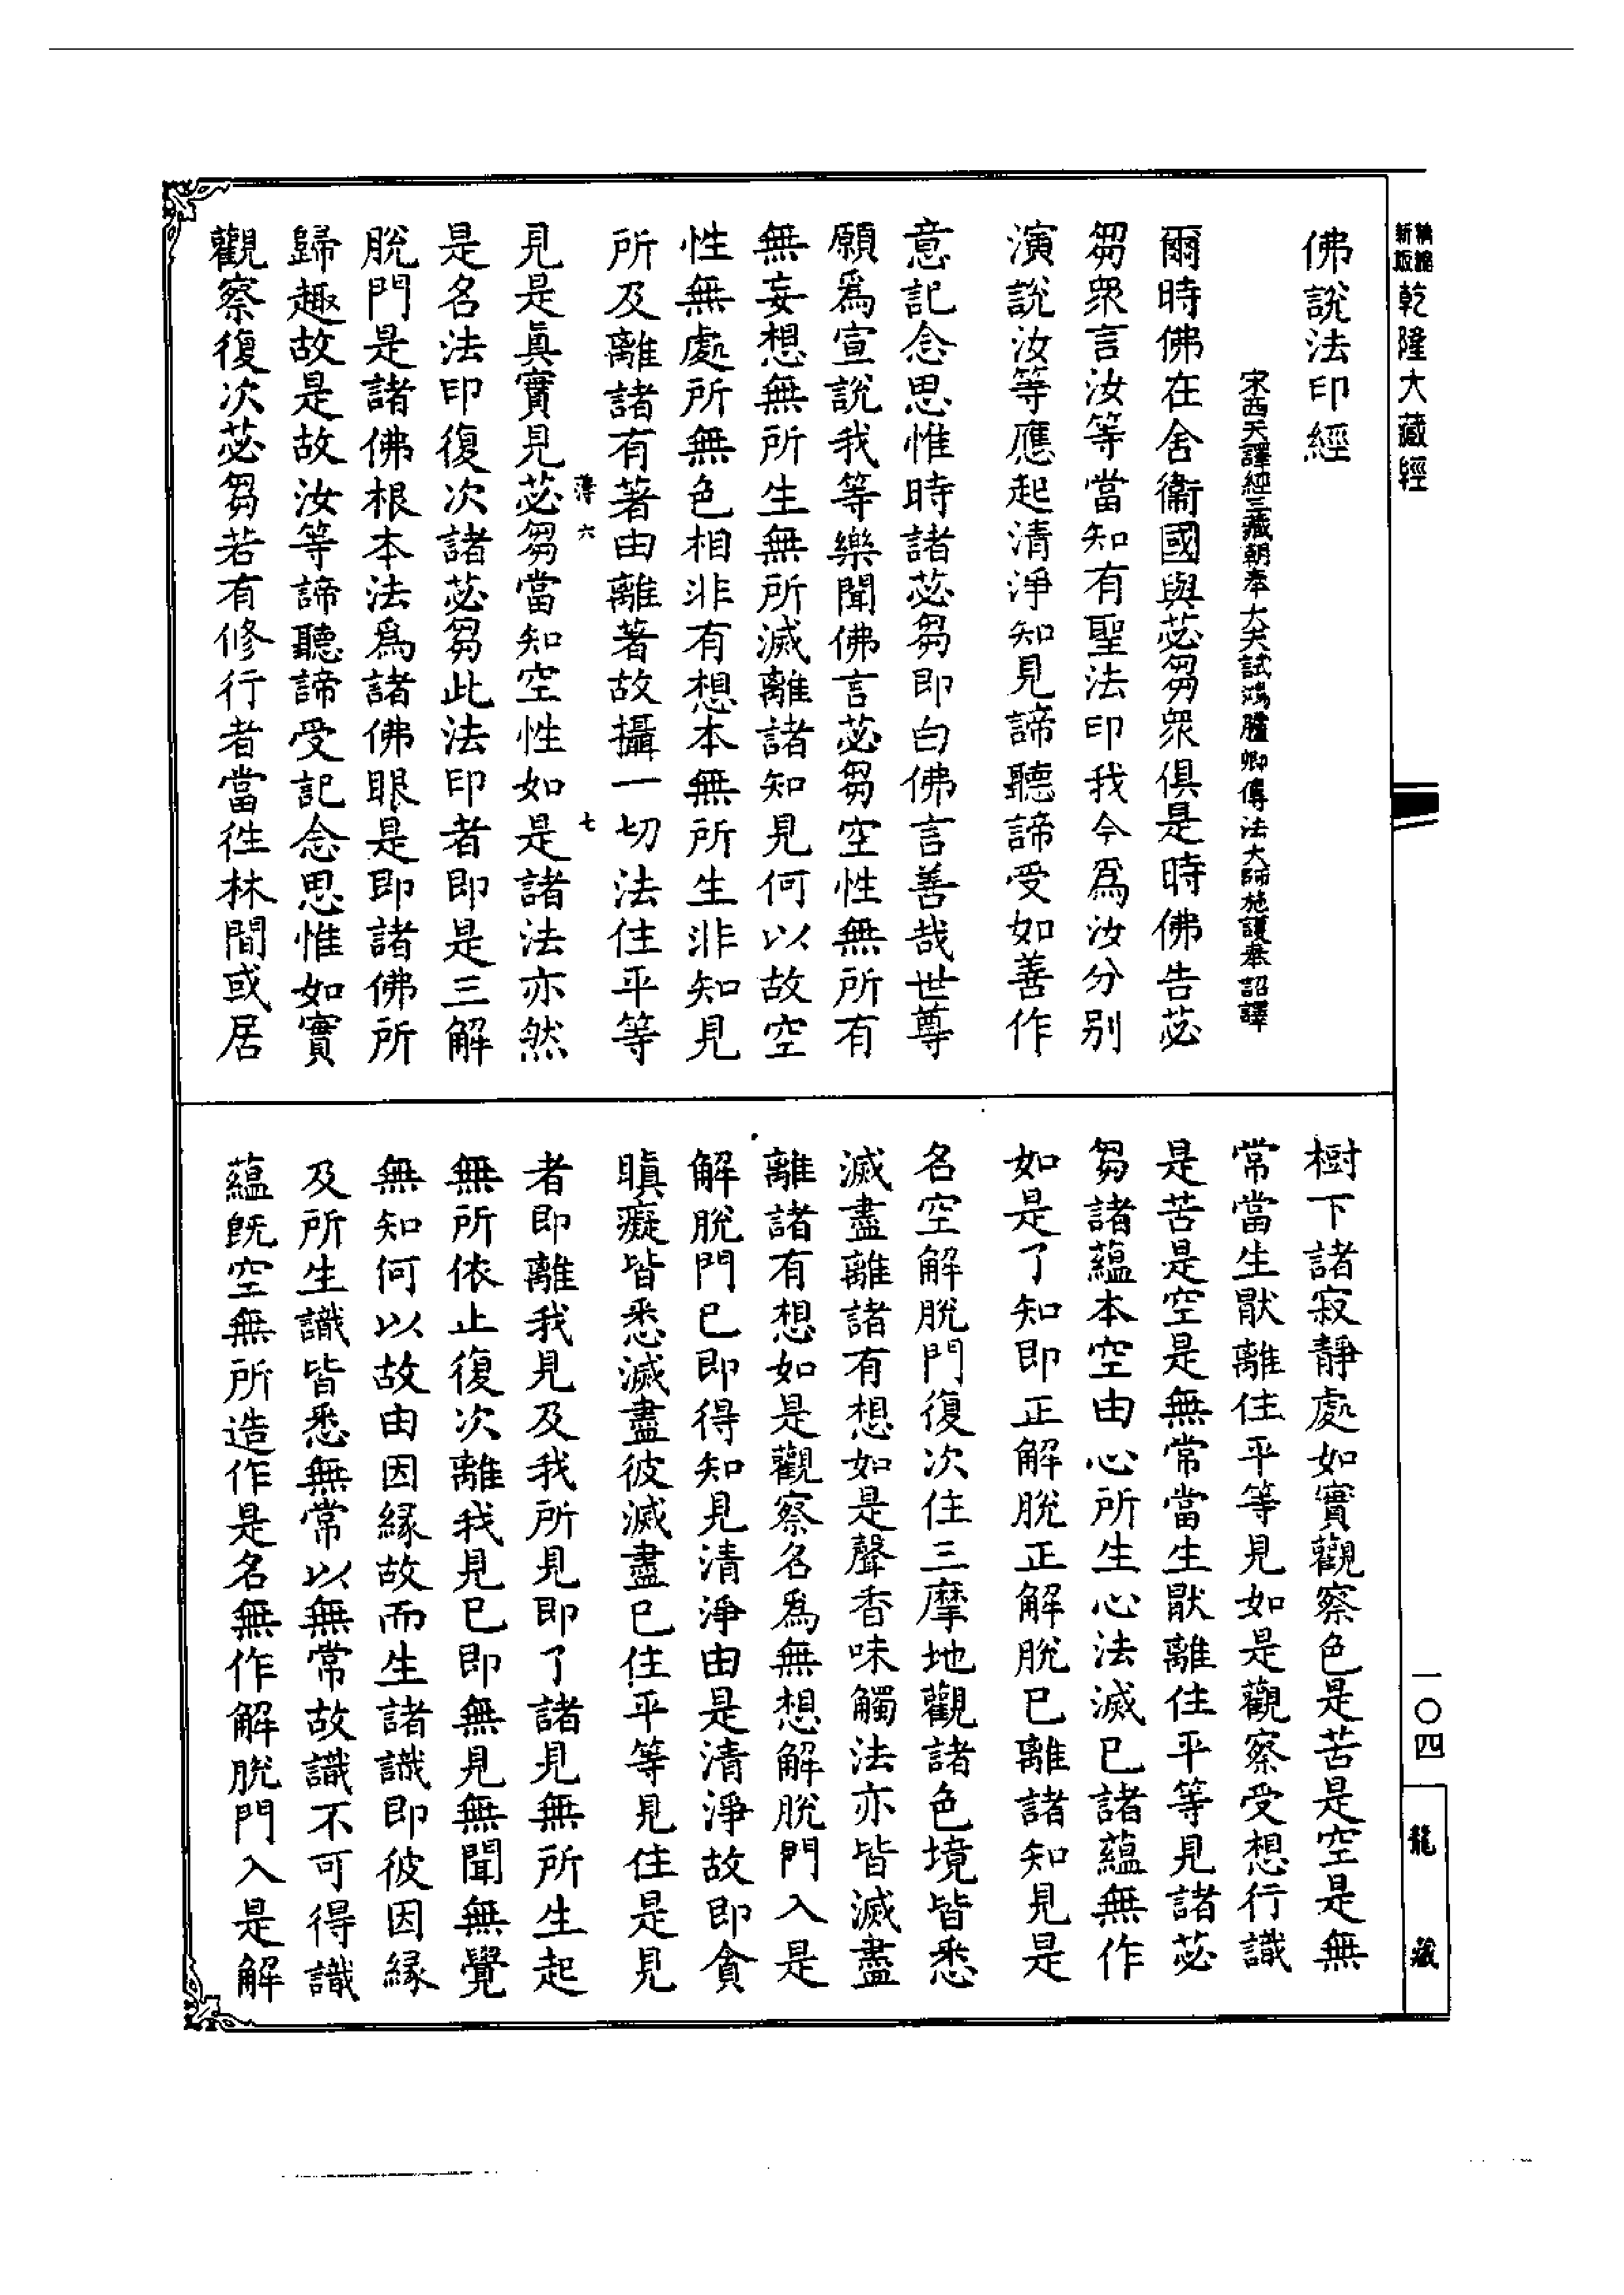 新版精縮乾隆大藏經
佛說法印經
宋西天譯經三藏朝奉大夫試鴻臚卿傳法大師施護奉詔譯
爾時佛在舍衞國與苾芻衆俱是時佛告苾
芻衆言汝等當知有聖法印我今爲汝分别
演說汝等應起清淨知見諦聽諦受如善作
意記念思惟時諸苾芻即白佛言善哉世尊
願爲宣說我等樂聞佛言苾芻空性無所有
無妄想無所生無所滅離諸知見何以故空
性無處所無色相非有想本無所生非知見
所及離諸有著由離著故攝一切法住平等
薄六 七
見是眞實見苾芻當知空性如是諸法亦然
是名法印復次諸苾芻此法印者即是三解
脫門是諸佛根本法爲諸佛眼是即諸佛所
歸趣故是故汝等諦聽諦受記念思惟如實
觀察復次苾芻若有修行者當徃林間或居
樹下諸寂靜處如實觀察色是苦是空是無
常當生猒離住平等見如是觀察受想行識
是苦是空是無常當生猒離住平等見諸苾
芻諸蘊本空由心所生心法滅已諸蘊無作
如是了知即正解脫正解脫已離諸知見是
名空解脫門復次住三摩地觀諸色境皆悉
滅盡離諸有想如是聲香味觸法亦皆滅盡
離諸有想如是觀察名爲無想解脫門入是
解脫門已即得知見清淨由是清淨故即貪
瞋癡皆悉滅盡彼滅盡已住平等見住是見
者即離我見及我所見即了諸見無所生起
無所依止復次離我見已即無見無聞無覺
無知何以故由因緣故而生諸識即彼因緣
及所生識皆悉無常以無常故識不可得識
蘊旣空無所造作是名無作解脫門入是解
一〇四
龍藏